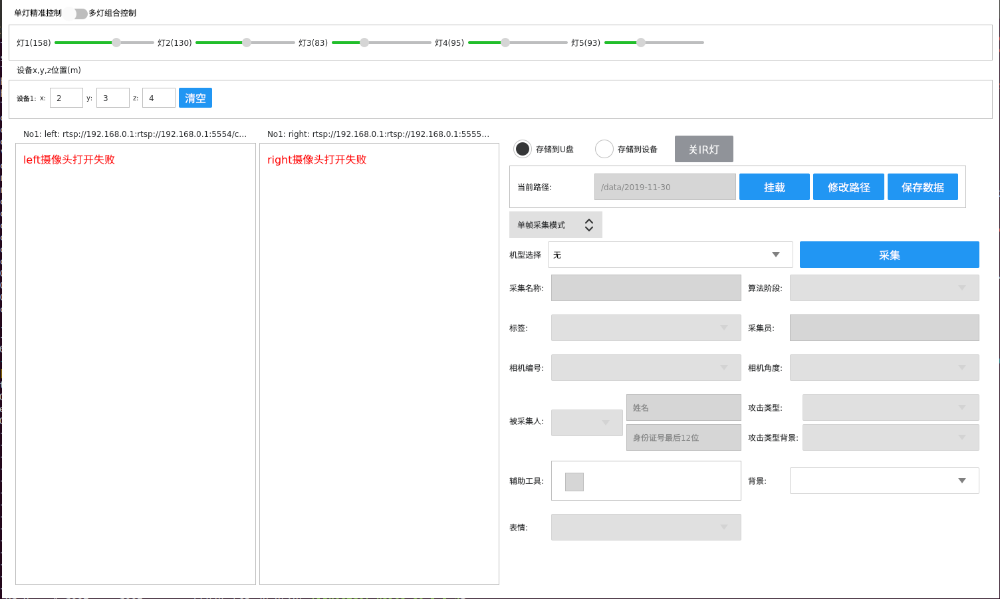 单灯精准控制 多灯组合控制
灯1(158) 灯2(130) 灯3(83) 灯4(95) 灯5(93)
设备x,y,z位置(m)
设备1: x: 2 y: 3 z: 4 清空
No1: left: rtsp://192.168.0.1:rtsp://192.168.0.1:5554/c...
left摄像头打开失败
No1: right: rtsp://192.168.0.1:rtsp://192.168.0.1:5555...
right摄像头打开失败
存储到U盘 存储到设备 关IR灯
当前路径: /data/2019-11-30 挂载 修改路径 保存数据
单帧采集模式
机型选择 无 采集
采集名称: 算法阶段:
标签: 采集员:
相机编号: 相机角度:
被采集人: 姓名 攻击类型:
身份证号最后12位 攻击类型背景:
辅助工具: 背景:
表情: